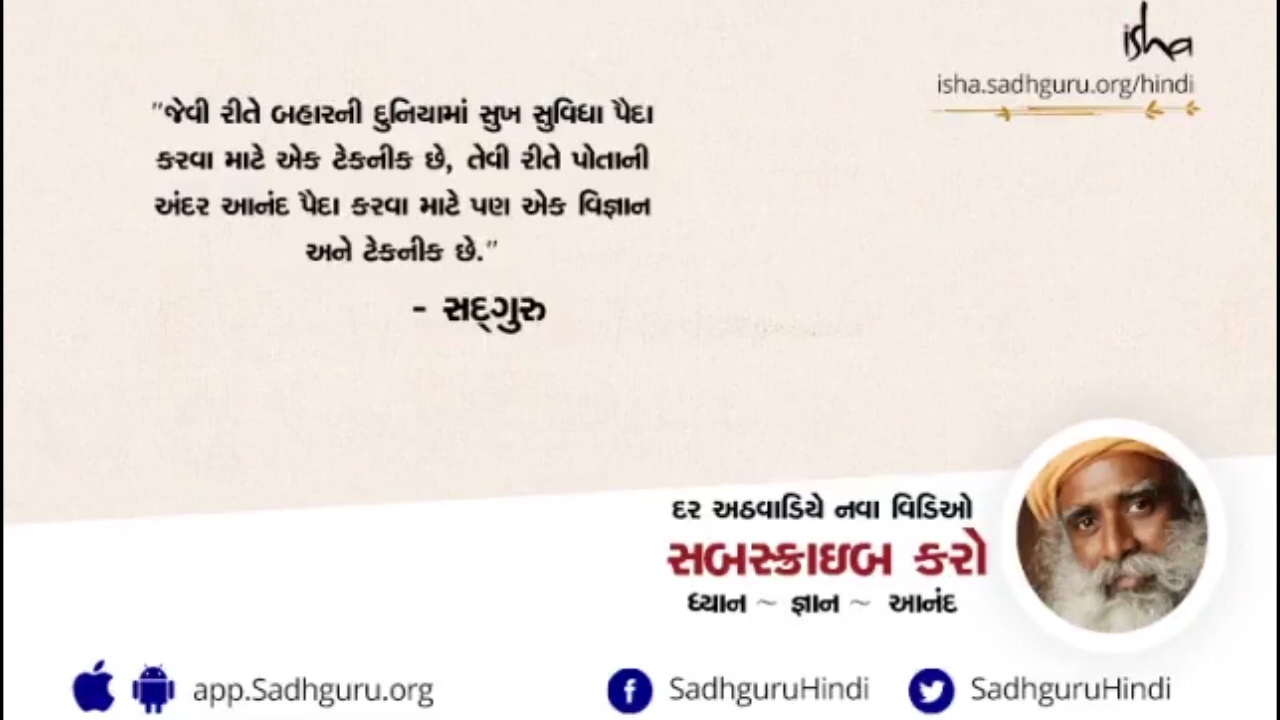 isha
isha.sadhguru.org/hindi
"જેવી રીતે બહારની દુનિયામાં સુખ સુવિધા પૈદા
કરવા માટે એક ટેકનીક છે, તેવી રીતે પોતાની
અંદર આનંદ પૈદા કરવા માટે પણ એક વિજ્ઞાન
અને ટેકનીક છે."
- સદ્‌ગુરુ
દર અઠવાડિયે નવા વિડિઓ
સબસ્ક્રાઇબ કરો
ધ્યાન ~ જ્ઞાન ~ આનંદ
app.Sadhguru.org
SadhguruHindi
SadhguruHindi